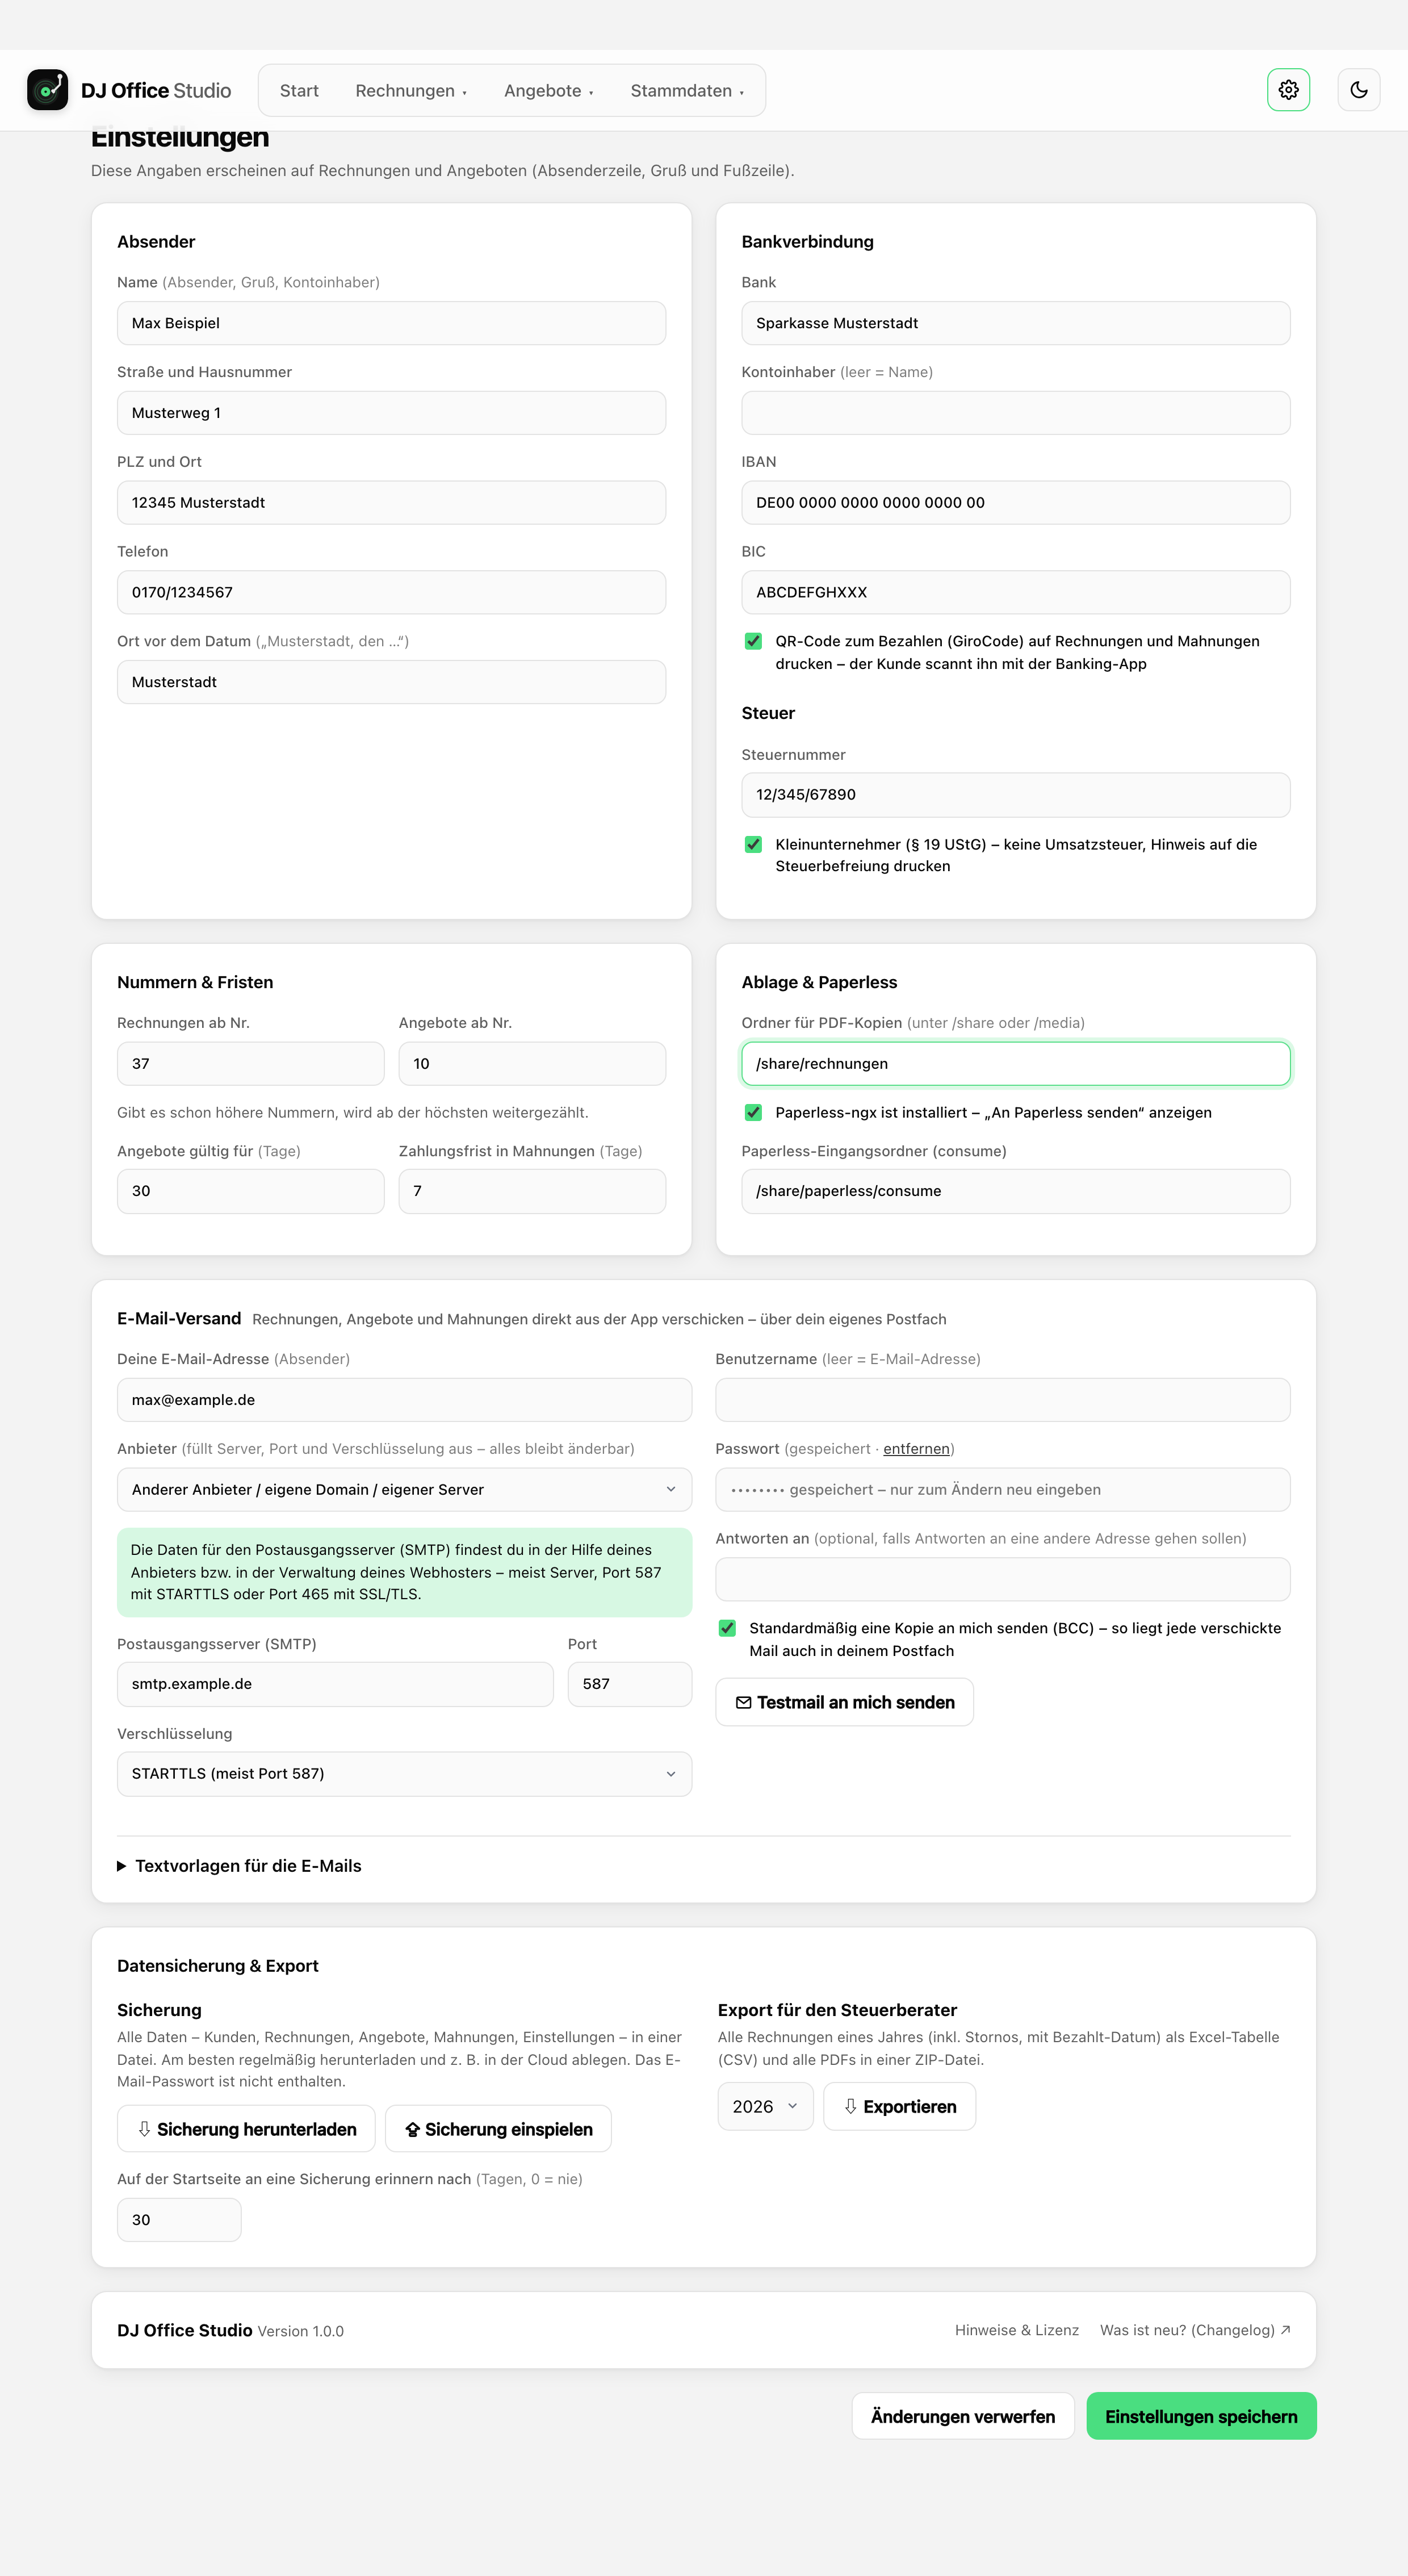 DJ Office Studio
Start
Rechnungen
Angebote
Stammdaten
Einstellungen
Diese Angaben erscheinen auf Rechnungen und Angeboten (Absenderzeile, Gruß und Fußzeile).
Absender
Name (Absender, Gruß, Kontoinhaber)
Max Beispiel
Straße und Hausnummer
Musterweg 1
PLZ und Ort
12345 Musterstadt
Telefon
0170/1234567
Ort vor dem Datum („Musterstadt, den …“)
Musterstadt
Bankverbindung
Bank
Sparkasse Musterstadt
Kontoinhaber (leer = Name)
IBAN
DE00 0000 0000 0000 0000 00
BIC
ABCDEFGHXXX
QR-Code zum Bezahlen (GiroCode) auf Rechnungen und Mahnungen
drucken – der Kunde scannt ihn mit der Banking-App
Steuer
Steuernummer
12/345/67890
Kleinunternehmer (§ 19 UStG) – keine Umsatzsteuer, Hinweis auf die
Steuerbefreiung drucken
Nummern & Fristen
Rechnungen ab Nr.
Angebote ab Nr.
37
10
Gibt es schon höhere Nummern, wird ab der höchsten weitergezählt.
Angebote gültig für (Tage)
Zahlungsfrist in Mahnungen (Tage)
30
7
Ablage & Paperless
Ordner für PDF-Kopien (unter /share oder /media)
/share/rechnungen
Paperless-ngx ist installiert – „An Paperless senden“ anzeigen
Paperless-Eingangsordner (consume)
/share/paperless/consume
E-Mail-Versand Rechnungen, Angebote und Mahnungen direkt aus der App verschicken – über dein eigenes Postfach
Deine E-Mail-Adresse (Absender)
max@example.de
Anbieter (füllt Server, Port und Verschlüsselung aus – alles bleibt änderbar)
Anderer Anbieter / eigene Domain / eigener Server
Die Daten für den Postausgangsserver (SMTP) findest du in der Hilfe deines
Anbieters bzw. in der Verwaltung deines Webhosters – meist Server, Port 587
mit STARTTLS oder Port 465 mit SSL/TLS.
Postausgangsserver (SMTP)
Port
smtp.example.de
587
Verschlüsselung
STARTTLS (meist Port 587)
Benutzername (leer = E-Mail-Adresse)
Passwort (gespeichert · entfernen)
•••••••• gespeichert – nur zum Ändern neu eingeben
Antworten an (optional, falls Antworten an eine andere Adresse gehen sollen)
Standardmäßig eine Kopie an mich senden (BCC) – so liegt jede verschickte
Mail auch in deinem Postfach
Testmail an mich senden
Textvorlagen für die E-Mails
Datensicherung & Export
Sicherung
Alle Daten – Kunden, Rechnungen, Angebote, Mahnungen, Einstellungen – in einer
Datei. Am besten regelmäßig herunterladen und z. B. in der Cloud ablegen. Das E-
Mail-Passwort ist nicht enthalten.
⇩ Sicherung herunterladen
Sicherung einspielen
Auf der Startseite an eine Sicherung erinnern nach (Tagen, 0 = nie)
30
Export für den Steuerberater
Alle Rechnungen eines Jahres (inkl. Stornos, mit Bezahlt-Datum) als Excel-Tabelle
(CSV) und alle PDFs in einer ZIP-Datei.
2026
⇩ Exportieren
DJ Office Studio Version 1.0.0
Hinweise & Lizenz
Was ist neu? (Changelog) ↗
Änderungen verwerfen
Einstellungen speichern